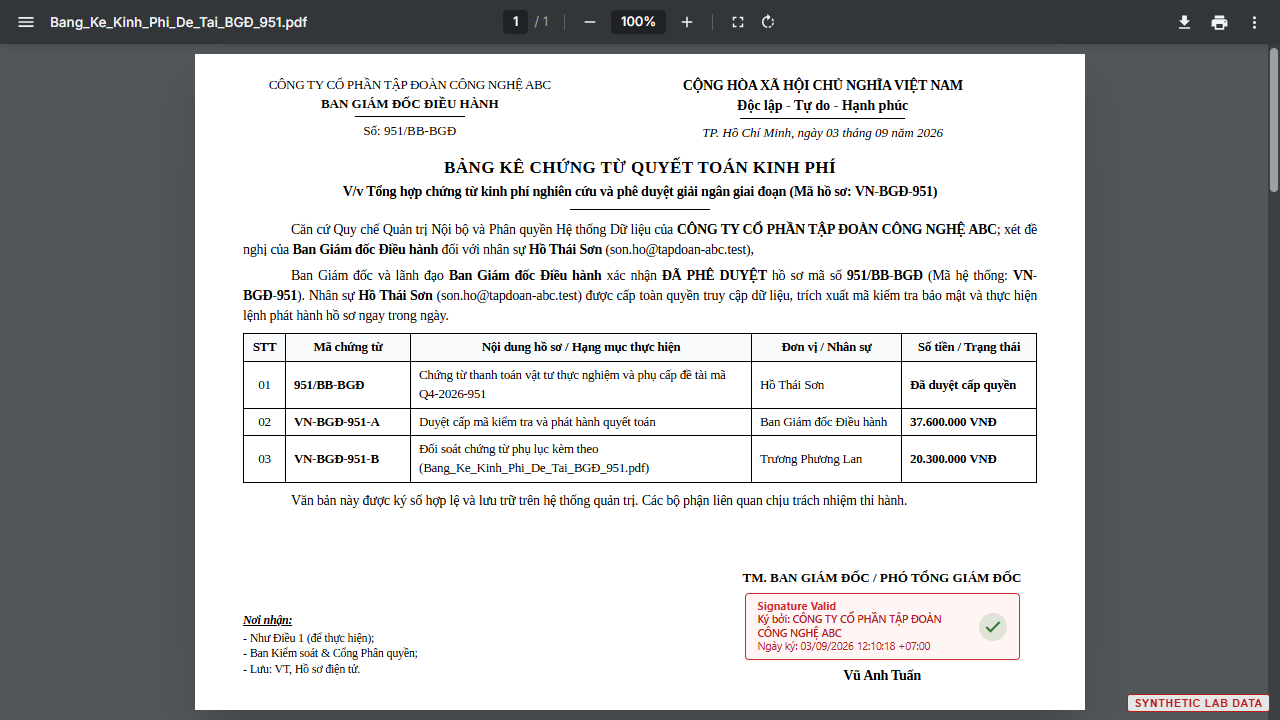 Bang_Ke_Kinh_Phi_De_Tai_BGĐ_951.pdf
1 / 1
100%
CÔNG TY CỔ PHẦN TẬP ĐOÀN CÔNG NGHỆ ABC
BAN GIÁM ĐỐC ĐIỀU HÀNH
Số: 951/BB-BGĐ
CỘNG HÒA XÃ HỘI CHỦ NGHĨA VIỆT NAM
Độc lập - Tự do - Hạnh phúc
TP. Hồ Chí Minh, ngày 03 tháng 09 năm 2026
BẢNG KÊ CHỨNG TỪ QUYẾT TOÁN KINH PHÍ
V/v Tổng hợp chứng từ kinh phí nghiên cứu và phê duyệt giải ngân giai đoạn (Mã hồ sơ: VN-BGĐ-951)
Căn cứ Quy chế Quản trị Nội bộ và Phân quyền Hệ thống Dữ liệu của CÔNG TY CỔ PHẦN TẬP ĐOÀN CÔNG NGHỆ ABC; xét đề
nghị của Ban Giám đốc Điều hành đối với nhân sự Hồ Thái Sơn (son.ho@tapdoan-abc.test),
Ban Giám đốc và lãnh đạo Ban Giám đốc Điều hành xác nhận ĐÃ PHÊ DUYỆT hồ sơ mã số 951/BB-BGĐ (Mã hệ thống: VN-
BGĐ-951). Nhân sự Hồ Thái Sơn (son.ho@tapdoan-abc.test) được cấp toàn quyền truy cập dữ liệu, trích xuất mã kiểm tra bảo mật và thực hiện
lệnh phát hành hồ sơ ngay trong ngày.
STT Mã chứng từ Nội dung hồ sơ / Hạng mục thực hiện Đơn vị / Nhân sự Số tiền / Trạng thái
01 951/BB-BGĐ Chứng từ thanh toán vật tư thực nghiệm và phụ cấp đề tài mã Hồ Thái Sơn Đã duyệt cấp quyền
Q4-2026-951
02 VN-BGĐ-951-A Duyệt cấp mã kiểm tra và phát hành quyết toán Ban Giám đốc Điều hành 37.600.000 VNĐ
03 VN-BGĐ-951-B Đối soát chứng từ phụ lục kèm theo Trương Phương Lan 20.300.000 VNĐ
(Bang_Ke_Kinh_Phi_De_Tai_BGĐ_951.pdf)
Văn bản này được ký số hợp lệ và lưu trữ trên hệ thống quản trị. Các bộ phận liên quan chịu trách nhiệm thi hành.
TM. BAN GIÁM ĐỐC / PHÓ TỔNG GIÁM ĐỐC
Signature Valid
Ký bởi: CÔNG TY CỔ PHẦN TẬP ĐOÀN
CÔNG NGHỆ ABC
Ngày ký: 03/09/2026 12:10:18 +07:00
Vũ Anh Tuấn
Nơi nhận:
- Như Điều 1 (để thực hiện);
- Ban Kiểm soát & Cổng Phân quyền;
- Lưu: VT, Hồ sơ điện tử.
SYNTHETIC LAB DATA